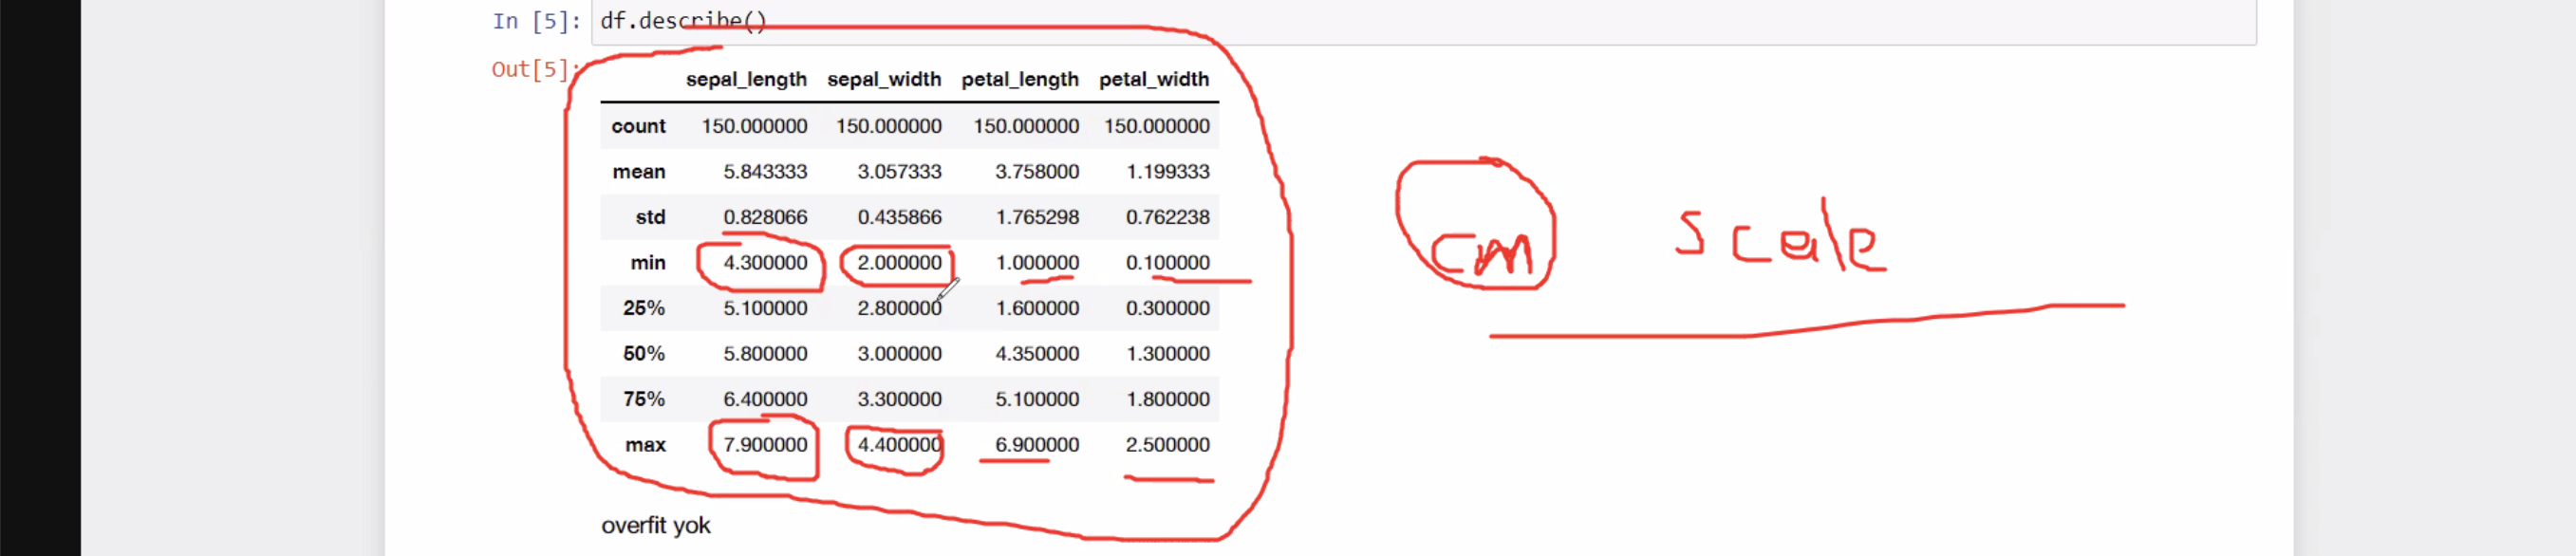 In [5]: df.describe()
Out[5]:
sepal_length sepal_width petal_length petal_width
count 150.000000 150.000000 150.000000 150.000000
mean 5.843333 3.057333 3.758000 1.199333
std 0.828066 0.435866 1.765298 0.762238
min 4.300000 2.000000 1.000000 0.100000
25% 5.100000 2.800000 1.600000 0.300000
50% 5.800000 3.000000 4.350000 1.300000
75% 6.400000 3.300000 5.100000 1.800000
max 7.900000 4.400000 6.900000 2.500000
cm scale
overfit yok